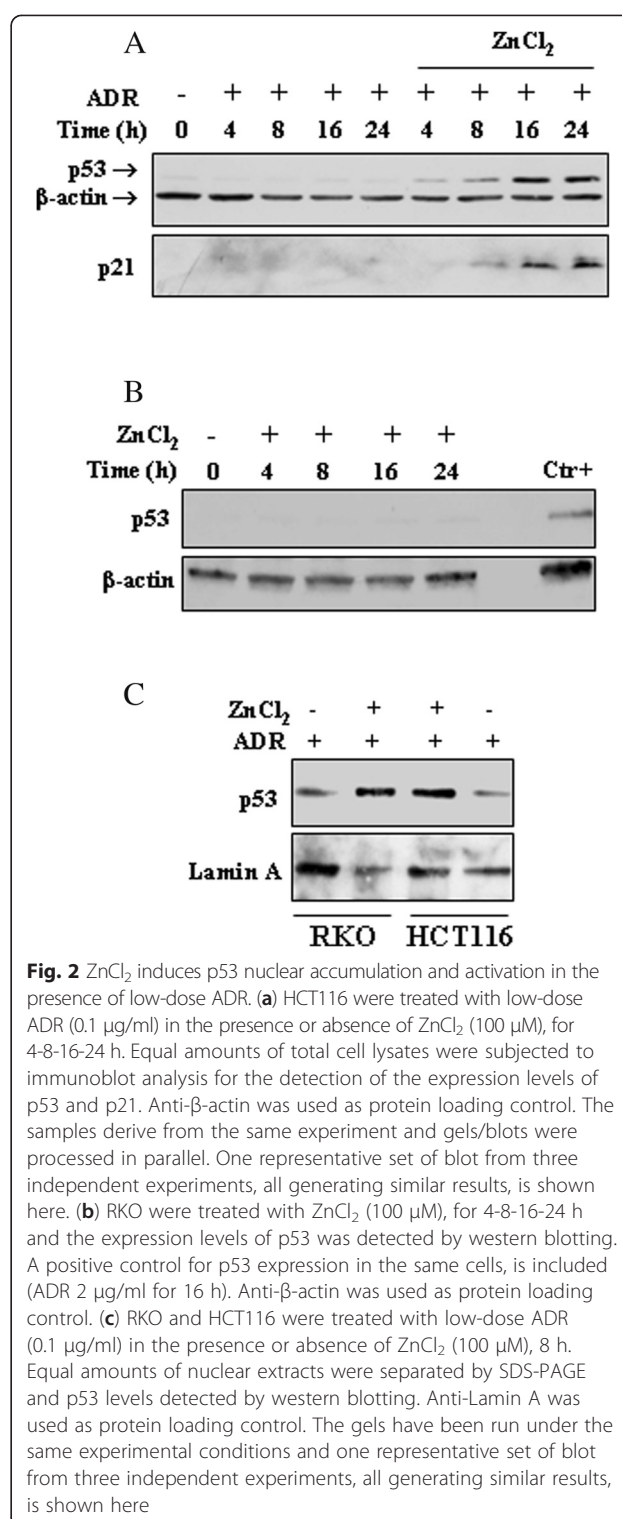 A
ZnCl₂
ADR - + + + + + + + +
Time (h) 0 4 8 16 24 4 8 16 24
p53 →
β-actin →
p21
B
ZnCl₂ - + + + +
Time (h) 0 4 8 16 24 Ctr+
p53
β-actin
C
ZnCl₂ - + + -
ADR + + + +
p53
Lamin A
RKO HCT116
Fig. 2 ZnCl₂ induces p53 nuclear accumulation and activation in the
presence of low-dose ADR. (a) HCT116 were treated with low-dose
ADR (0.1 μg/ml) in the presence or absence of ZnCl₂ (100 μM), for
4-8-16-24 h. Equal amounts of total cell lysates were subjected to
immunoblot analysis for the detection of the expression levels of
p53 and p21. Anti-β-actin was used as protein loading control. The
samples derive from the same experiment and gels/blots were
processed in parallel. One representative set of blot from three
independent experiments, all generating similar results, is shown
here. (b) RKO were treated with ZnCl₂ (100 μM), for 4-8-16-24 h
and the expression levels of p53 was detected by western blotting.
A positive control for p53 expression in the same cells, is included
(ADR 2 μg/ml for 16 h). Anti-β-actin was used as protein loading
control. (c) RKO and HCT116 were treated with low-dose ADR
(0.1 μg/ml) in the presence or absence of ZnCl₂ (100 μM), 8 h.
Equal amounts of nuclear extracts were separated by SDS-PAGE
and p53 levels detected by western blotting. Anti-Lamin A was
used as protein loading control. The gels have been run under the
same experimental conditions and one representative set of blot
from three independent experiments, all generating similar results,
is shown here